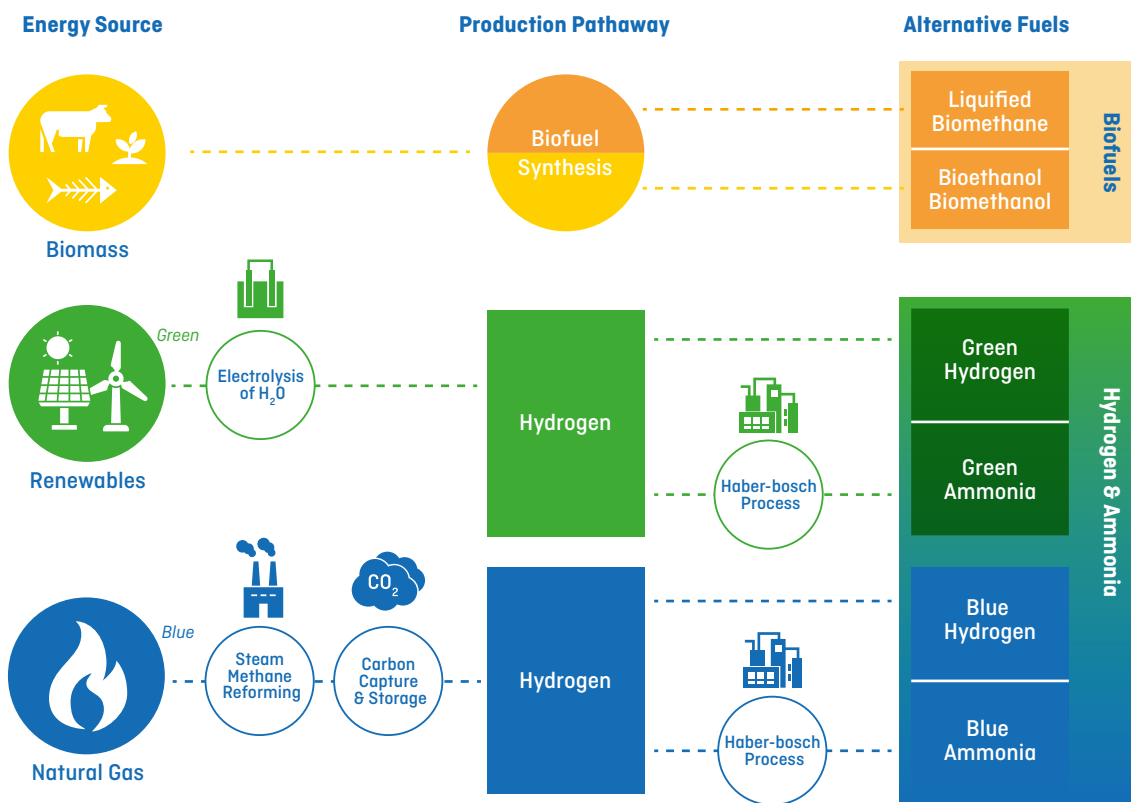 Energy Source
Production Pathway
Alternative Fuels
Biomass
Biofuel
Synthesis
Liquified
Biomethane
Bioethanol
Biomethanol
Biofuels
Renewables
Green
Electrolysis
of H₂O
Hydrogen
Haber-bosch
Process
Green
Hydrogen
Green
Ammonia
Hydrogen & Ammonia
Natural Gas
Blue
Steam
Methane
Reforming
CO₂
Carbon
Capture
& Storage
Hydrogen
Haber-bosch
Process
Blue
Hydrogen
Blue
Ammonia